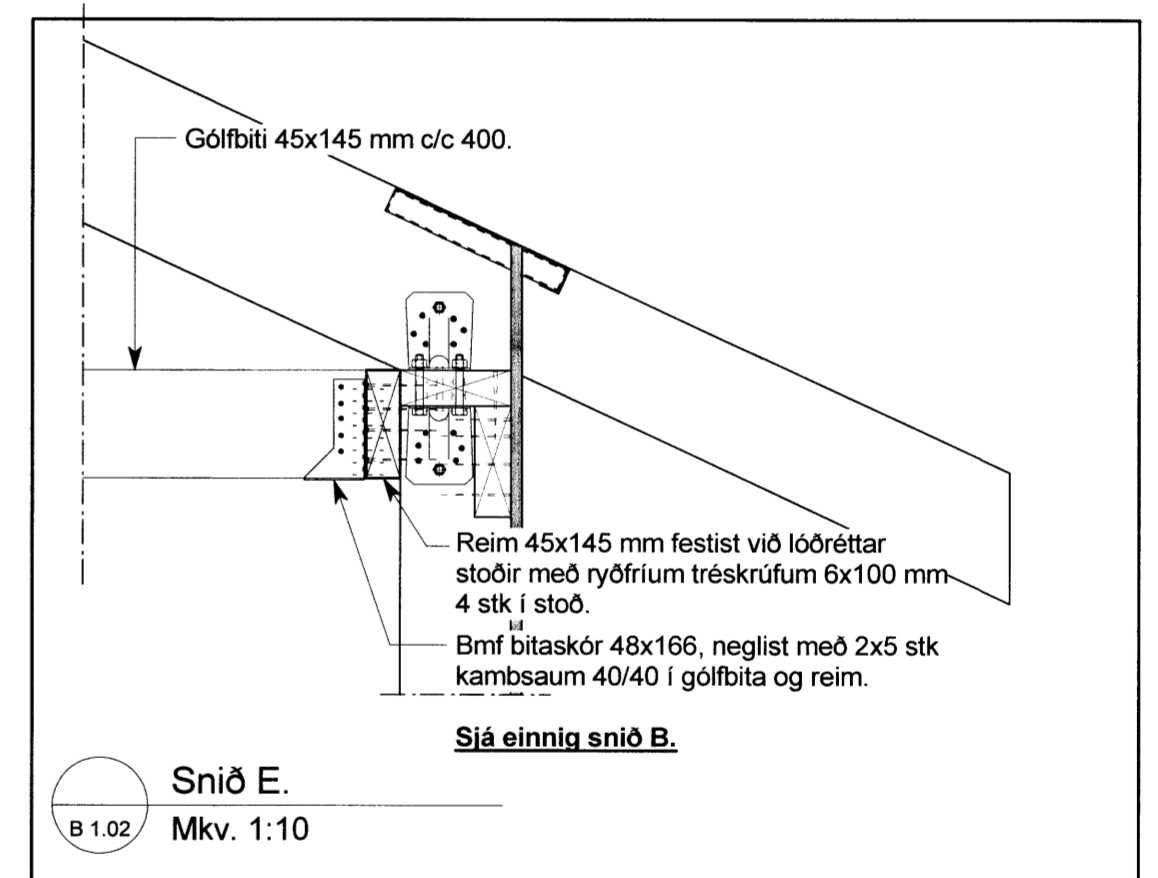 Gólfbiti 45x145 mm c/c 400.
Reim 45x145 mm festist við lóðréttar
stoðir með ryðfríum tréskrúfum 6x100 mm
4 stk í stoð.
Bmf bitaskór 48x166, neglist með 2x5 stk
kambsaum 40/40 í gólfbita og reim.
Sjá einnig snið B.
Snið E.
B 1.02
Mkv. 1:10